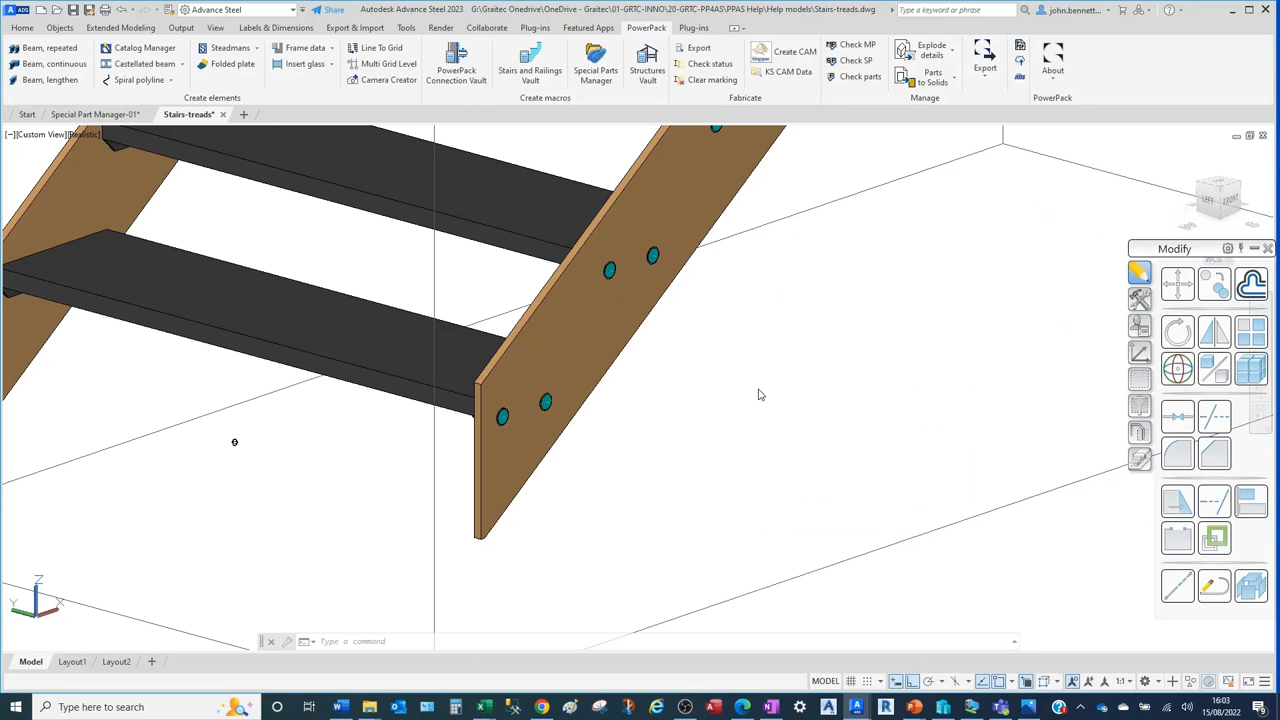 Advance Steel
Share
Autodesk Advance Steel 2023
G:\Graitec Onedrive\OneDrive - Graitec\01-GRTC-INNO\20-GRTC-PP4AS\PPAS Help\Help models\Stairs-treads.dwg
Type a keyword or phrase
john.bennett...
Home Objects Extended Modeling Output View Labels & Dimensions Export & Import Tools Render Collaborate Plug-ins Featured Apps PowerPack Plug-ins
Beam, repeated
Beam, continuous
Beam, lengthen
Catalog Manager
Castellated beam
Spiral polyline
Steadmans
Folded plate
Frame data
Insert glass
Line To Grid
Multi Grid Level
Camera Creator
Create elements
PowerPack
Connection Vault
Stairs and Railings
Vault
Special Parts
Manager
Structures
Vault
Create macros
Export
Check status
Clear marking
Create CAM
KS CAM Data
Fabricate
Check MP
Check SP
Check parts
Explode
details
Parts
to Solids
Export
Manage
About
PowerPack
Start Special Part Manager-01* Stairs-treads*
[−][Custom View][Realistic]
LEFT FRONT
Modify
WCS
Z
Y X
Type a command
Model Layout1 Layout2
MODEL 1:1
Type here to search
16:03
15/08/2022